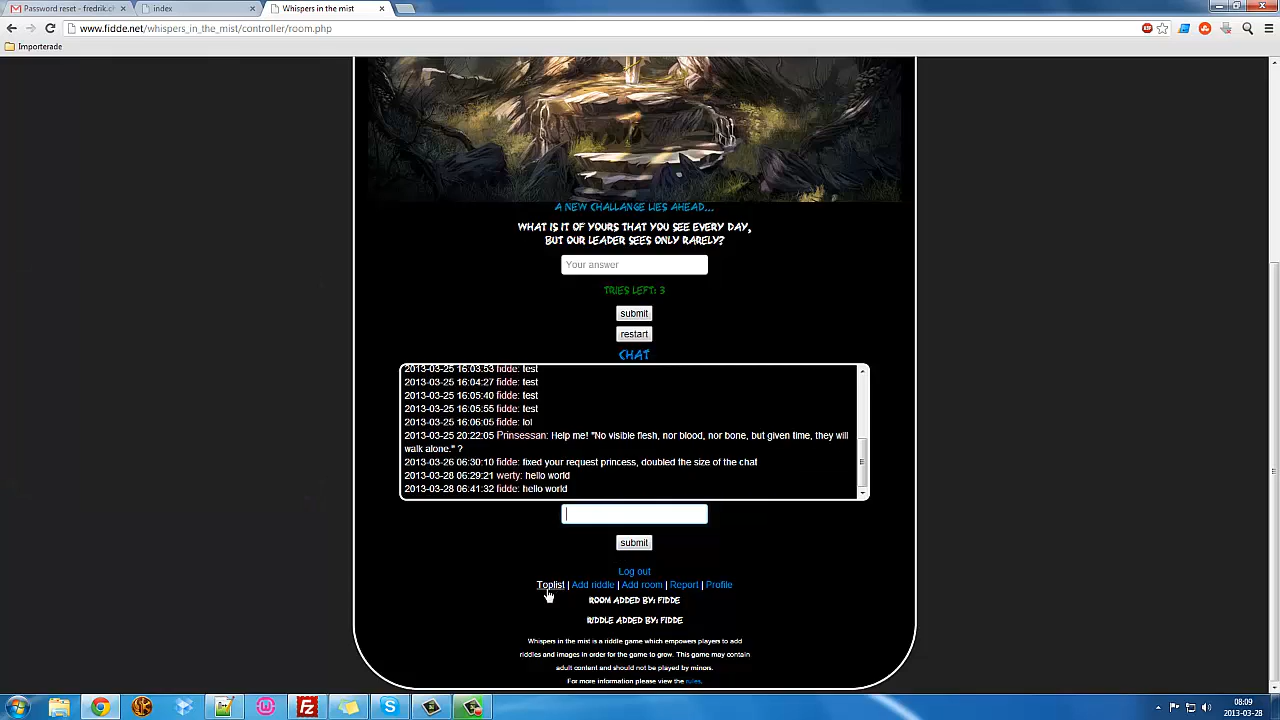 Password reset - fredrik.c
index
Whispers in the mist
www.fidde.net/whispers_in_the_mist/controller/room.php
Importerade
A NEW CHALLANGE LIES AHEAD...
WHAT IS IT OF YOURS THAT YOU SEE EVERY DAY,
BUT OUR LEADER SEES ONLY RARELY?
Your answer
TRIES LEFT: 3
submit
restart
CHAT
2013-03-25 16:03:53 fidde: test
2013-03-25 16:04:27 fidde: test
2013-03-25 16:05:40 fidde: test
2013-03-25 16:05:55 fidde: test
2013-03-25 16:06:05 fidde: lol
2013-03-25 20:22:05 Prinsessan: Help me! "No visible flesh, nor blood, nor bone, but given time, they will
walk alone." ?
2013-03-26 06:30:10 fidde: fixed your request princess, doubled the size of the chat
2013-03-28 06:29:21 werty: hello world
2013-03-28 06:41:32 fidde: hello world
submit
Log out
Toplist | Add riddle | Add room | Report | Profile
ROOM ADDED BY: FIDDE
RIDDLE ADDED BY: FIDDE
Whispers in the mist is a riddle game which empowers players to add
riddles and images in order for the game to grow. This game may contain
adult content and should not be played by minors.
For more information please view the rules.
08:09
2013-03-28